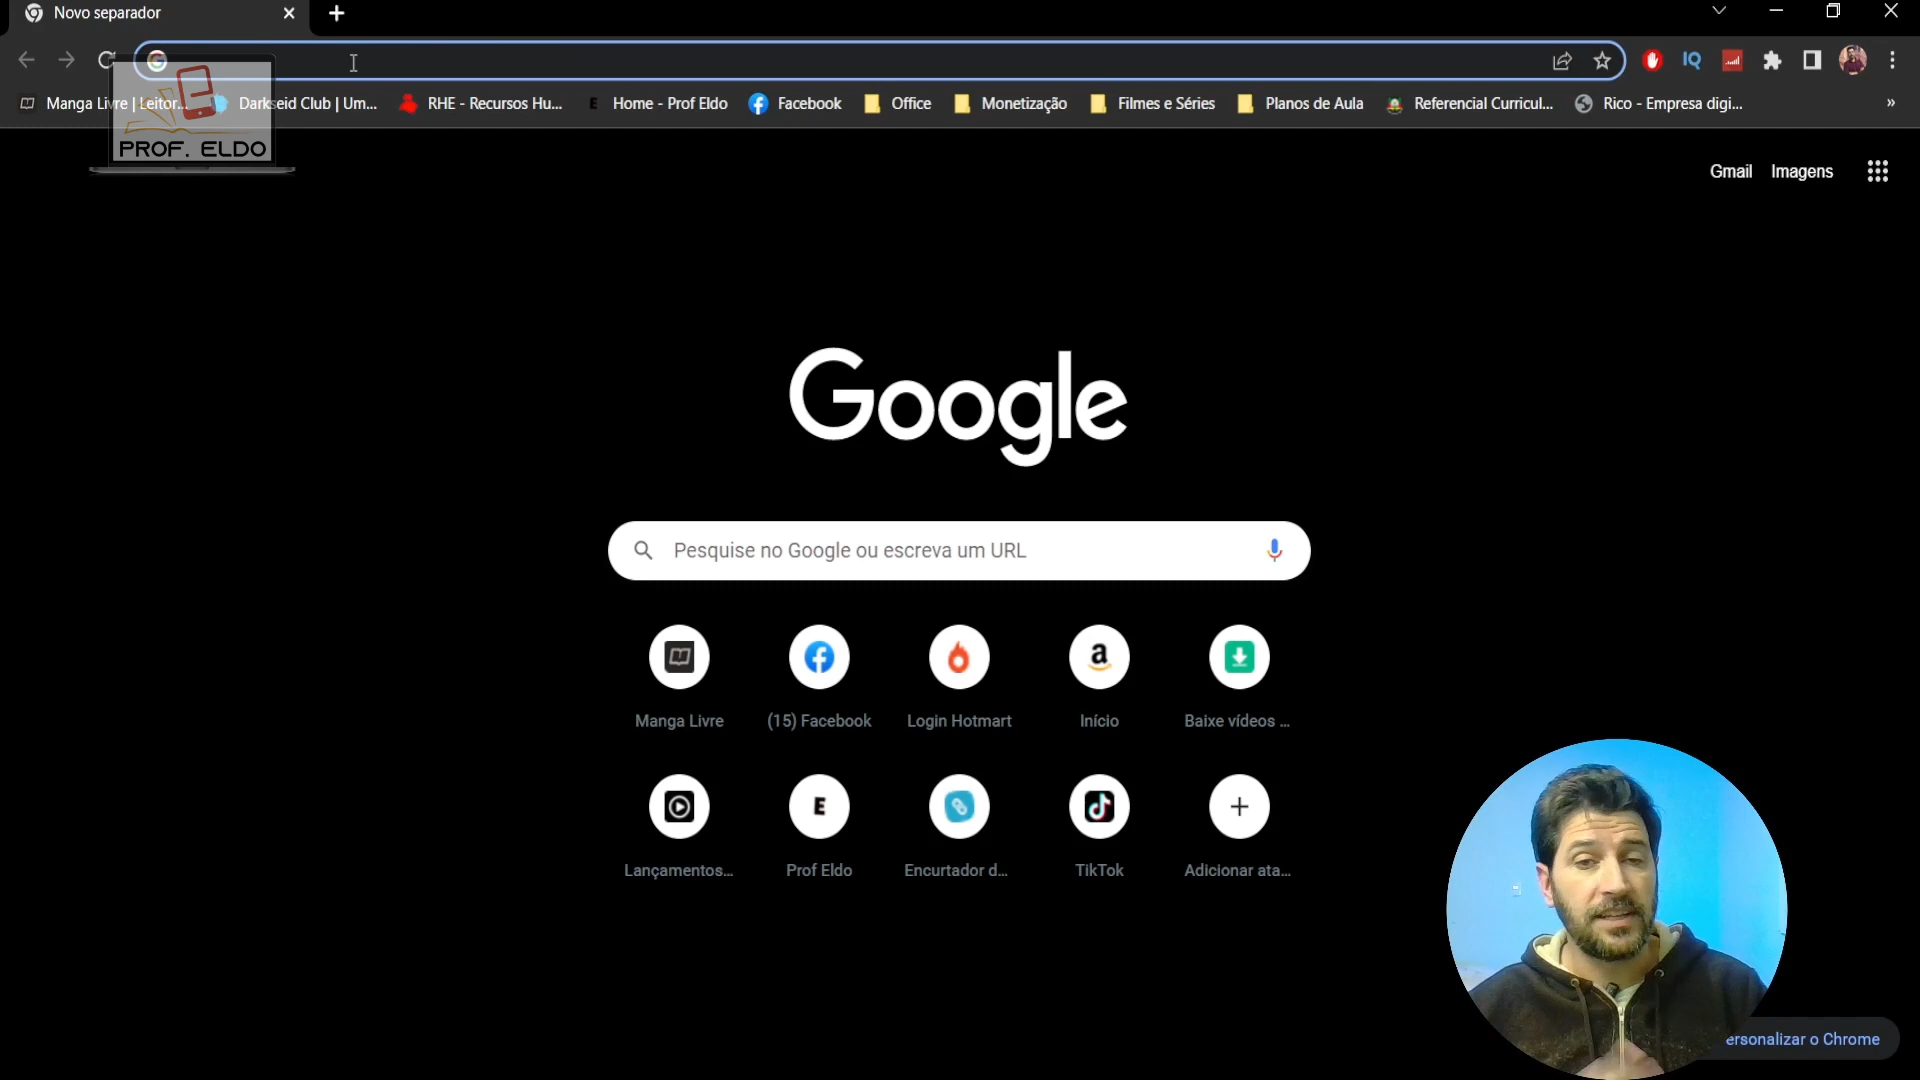 Novo separador
Manga Livre | Leitor...
Darkseid Club | Um...
RHE - Recursos Hu...
Home - Prof Eldo
Facebook
Office
Monetização
Filmes e Séries
Planos de Aula
Referencial Curricul...
Rico - Empresa digi...
PROF. ELDO
Gmail
Imagens
Google
Pesquise no Google ou escreva um URL
Manga Livre
(15) Facebook
Login Hotmart
Início
Baixe vídeos ...
Lançamentos...
Prof Eldo
Encurtador d...
TikTok
Adicionar ata...
ersonalizar o Chrome